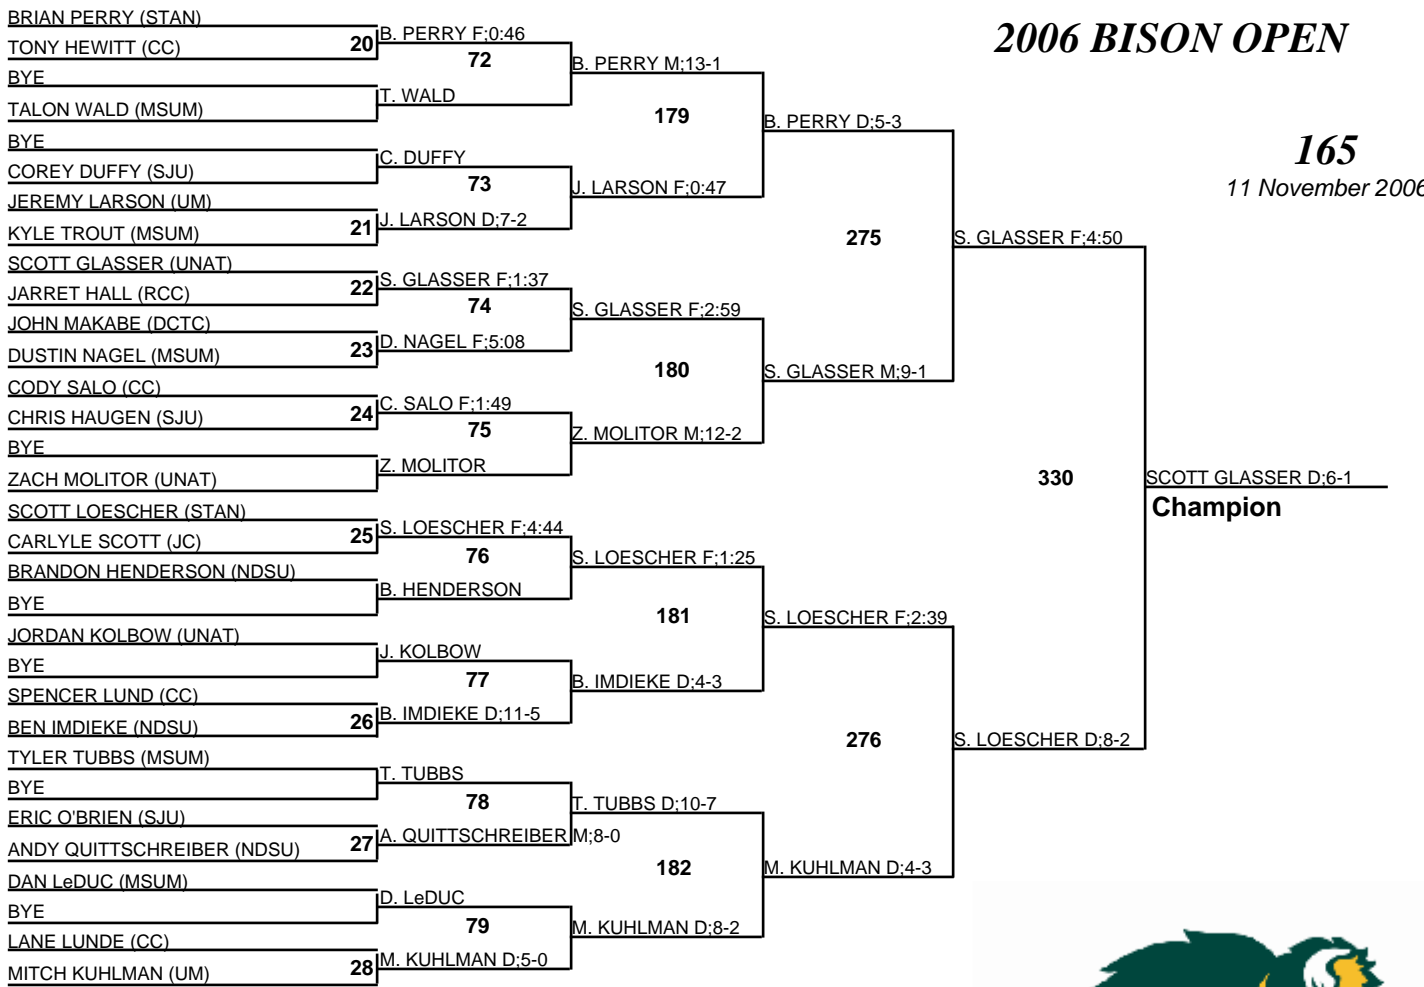 2006 BISON OPEN
165
11 November 2006
BRIAN PERRY (STAN)
TONY HEWITT (CC)
BYE
TALON WALD (MSUM)
BYE
COREY DUFFY (SJU)
JEREMY LARSON (UM)
KYLE TROUT (MSUM)
SCOTT GLASSER (UNAT)
JARRET HALL (RCC)
JOHN MAKABE (DCTC)
DUSTIN NAGEL (MSUM)
CODY SALO (CC)
CHRIS HAUGEN (SJU)
BYE
ZACH MOLITOR (UNAT)
SCOTT LOESCHER (STAN)
CARLYLE SCOTT (JC)
BRANDON HENDERSON (NDSU)
BYE
JORDAN KOLBOW (UNAT)
BYE
SPENCER LUND (CC)
BEN IMDIEKE (NDSU)
TYLER TUBBS (MSUM)
BYE
ERIC O'BRIEN (SJU)
ANDY QUITTSCHREIBER (NDSU)
DAN LeDUC (MSUM)
BYE
LANE LUNDE (CC)
MITCH KUHLMAN (UM)
20
21
22
23
24
25
26
27
28
B. PERRY F;0:46
T. WALD
C. DUFFY
J. LARSON D;7-2
S. GLASSER F;1:37
D. NAGEL F;5:08
C. SALO F;1:49
Z. MOLITOR
S. LOESCHER F;4:44
B. HENDERSON
J. KOLBOW
B. IMDIEKE D;11-5
T. TUBBS
A. QUITTSCHREIBER M;8-0
D. LeDUC
M. KUHLMAN D;5-0
72
73
74
75
76
77
78
79
B. PERRY M;13-1
J. LARSON F;0:47
S. GLASSER F;2:59
Z. MOLITOR M;12-2
S. LOESCHER F;1:25
B. IMDIEKE D;4-3
T. TUBBS D;10-7
M. KUHLMAN D;8-2
179
180
181
182
B. PERRY D;5-3
S. GLASSER M;9-1
S. LOESCHER F;2:39
M. KUHLMAN D;4-3
275
276
S. GLASSER F;4:50
S. LOESCHER D;8-2
330
SCOTT GLASSER D;6-1
Champion